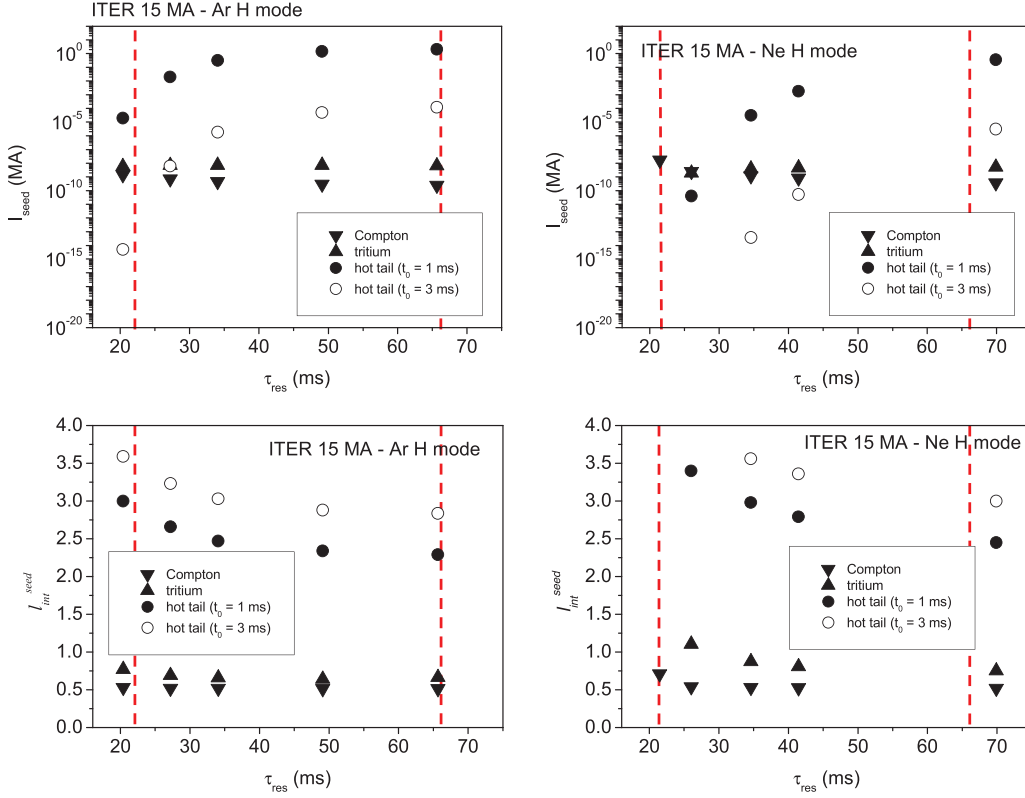 ITER 15 MA - Ar H mode
10^0
10^-5
10^-10
10^-15
10^-20
I_seed (MA)
Compton
tritium
hot tail (t_0 = 1 ms)
hot tail (t_0 = 3 ms)
20 30 40 50 60 70
τ_res (ms)
ITER 15 MA - Ne H mode
10^0
10^-5
10^-10
10^-15
10^-20
I_seed (MA)
Compton
tritium
hot tail (t_0 = 1 ms)
hot tail (t_0 = 3 ms)
20 30 40 50 60 70
τ_res (ms)
ITER 15 MA - Ar H mode
4.0
3.5
3.0
2.5
2.0
1.5
1.0
0.5
0.0
l_int^seed
Compton
tritium
hot tail (t_0 = 1 ms)
hot tail (t_0 = 3 ms)
20 30 40 50 60 70
τ_res (ms)
ITER 15 MA - Ne H mode
4.0
3.5
3.0
2.5
2.0
1.5
1.0
0.5
0.0
l_int^seed
Compton
tritium
hot tail (t_0 = 1 ms)
hot tail (t_0 = 3 ms)
20 30 40 50 60 70
τ_res (ms)